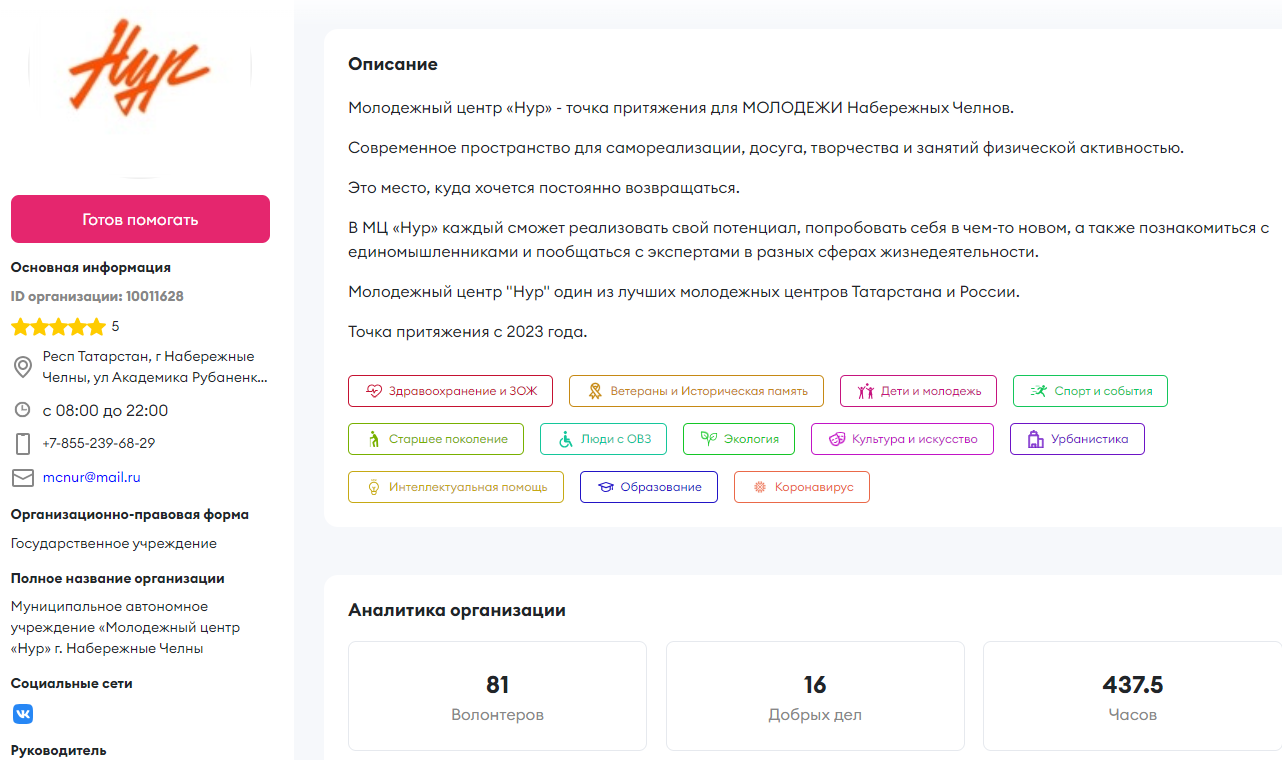 Нур
Готов помогать
Основная информация
ID организации: 10011628
5
Респ Татарстан, г Набережные
Челны, ул Академика Рубаненк...
с 08:00 до 22:00
+7-855-239-68-29
mcnur@mail.ru
Организационно-правовая форма
Государственное учреждение
Полное название организации
Муниципальное автономное
учреждение «Молодежный центр
«Нур» г. Набережные Челны
Социальные сети
Руководитель
Описание
Молодежный центр «Нур» - точка притяжения для МОЛОДЕЖИ Набережных Челнов.
Современное пространство для самореализации, досуга, творчества и занятий физической активностью.
Это место, куда хочется постоянно возвращаться.
В МЦ «Нур» каждый сможет реализовать свой потенциал, попробовать себя в чем-то новом, а также познакомиться с
единомышленниками и пообщаться с экспертами в разных сферах жизнедеятельности.
Молодежный центр "Нур" один из лучших молодежных центров Татарстана и России.
Точка притяжения с 2023 года.
Здравоохранение и ЗОЖ Ветераны и Историческая память Дети и молодежь Спорт и события
Старшее поколение Люди с ОВЗ Экология Культура и искусство Урбанистика
Интеллектуальная помощь Образование Коронавирус
Аналитика организации
81 16 437.5
Волонтеров Добрых дел Часов